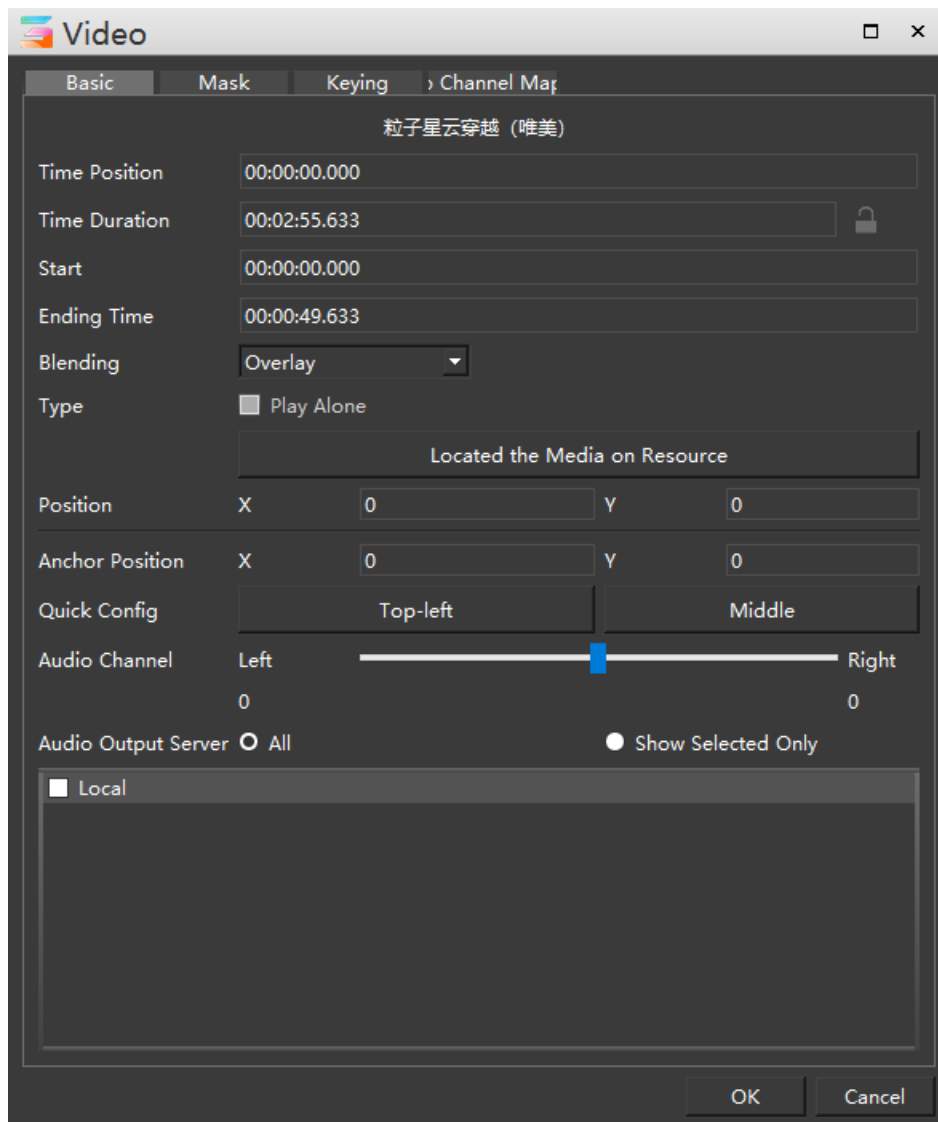 Video
Basic Mask Keying Channel Map
粒子星云穿越（唯美）
Time Position 00:00:00.000
Time Duration 00:02:55.633
Start 00:00:00.000
Ending Time 00:00:49.633
Blending Overlay
Type Play Alone
Located the Media on Resource
Position X 0 Y 0
Anchor Position X 0 Y 0
Quick Config Top-left Middle
Audio Channel Left Right
0 0
Audio Output Server All Show Selected Only
Local
OK Cancel